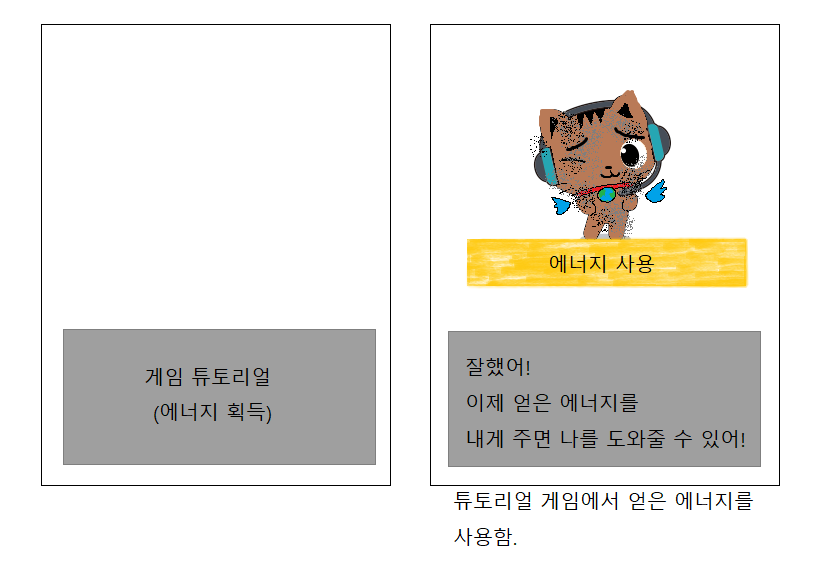 게임 튜토리얼
(에너지 획득)
에너지 사용
잘했어!
이제 얻은 에너지를
내게 주면 나를 도와줄 수 있어!
튜토리얼 게임에서 얻은 에너지를
사용함.